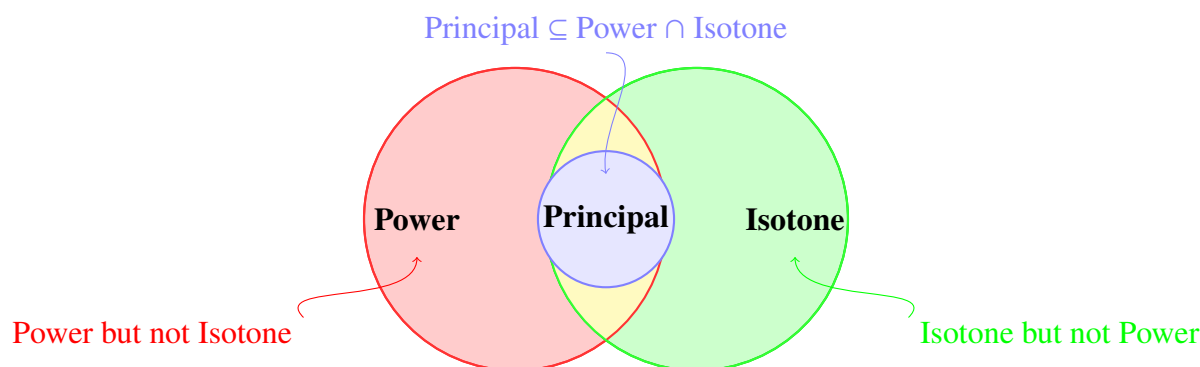 Principal ⊆ Power ∩ Isotone
Power
Principal
Isotone
Power but not Isotone
Isotone but not Power